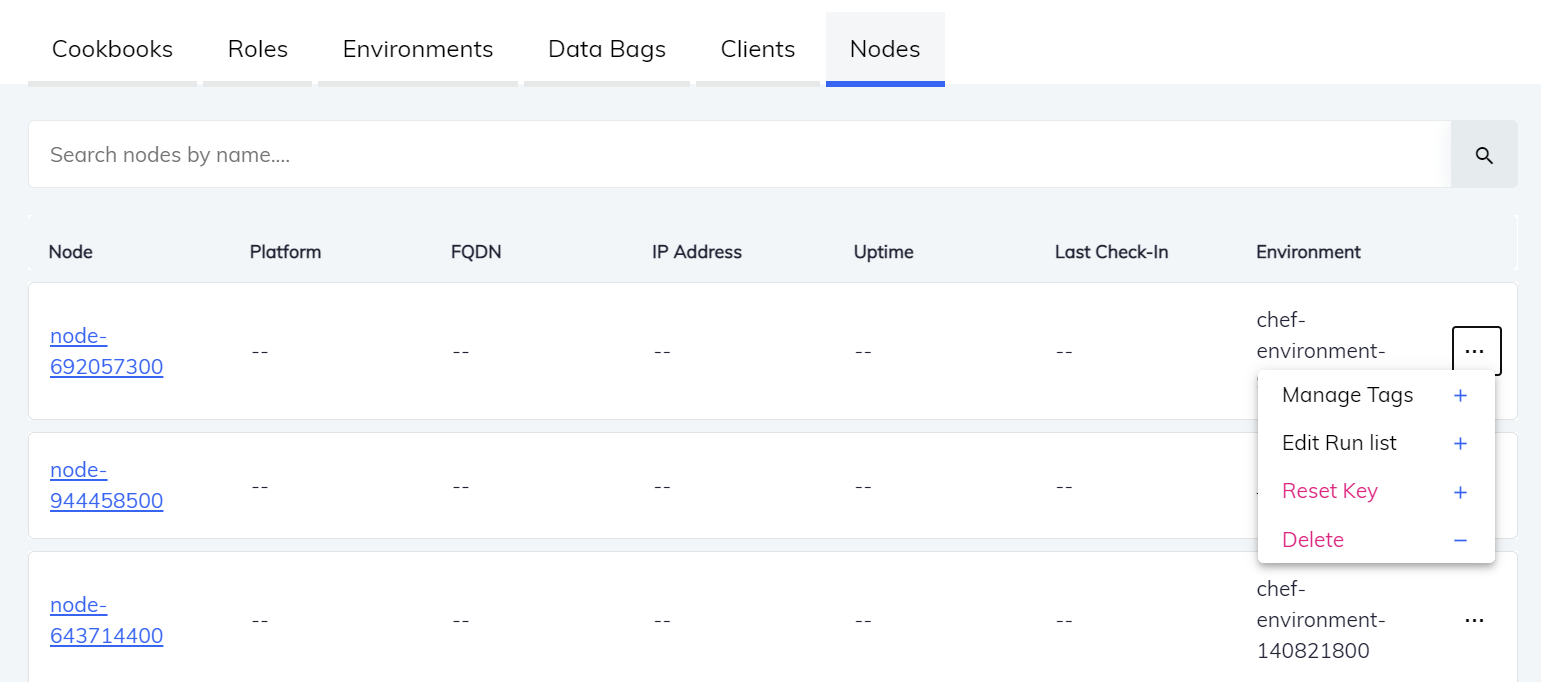 Cookbooks Roles Environments Data Bags Clients Nodes
Search nodes by name....
Node Platform FQDN IP Address Uptime Last Check-In Environment
chef-
node-
environment-
-- -- -- -- --
...
692057300
Manage Tags +
Edit Run list +
node-
944458500
-- -- -- -- --
Reset Key +
Delete −
chef-
node-
environment-
-- -- -- -- --
...
643714400
140821800